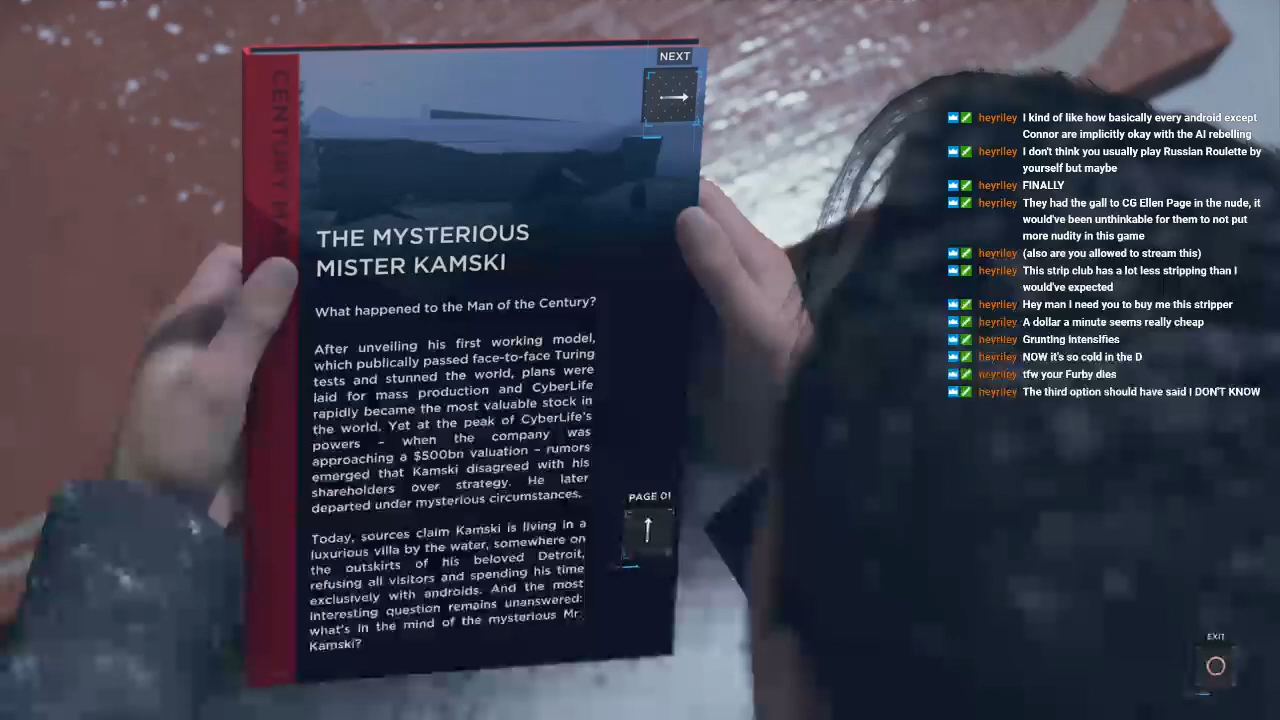 CENTURY
NEXT
THE MYSTERIOUS
MISTER KAMSKI
What happened to the Man of the Century?
After unveiling his first working model,
which publically passed face-to-face Turing
tests and stunned the world, plans were
laid for mass production and CyberLife
rapidly became the most valuable stock in
the world. Yet at the peak of CyberLife's
powers – when the company was
approaching a $500bn valuation – rumors
emerged that Kamski disagreed with his
shareholders over strategy. He later
departed under mysterious circumstances.
Today, sources claim Kamski is living in a
luxurious villa by the water, somewhere on
the outskirts of his beloved Detroit,
refusing all visitors and spending his time
exclusively with androids. And the most
interesting question remains unanswered:
what's in the mind of the mysterious Mr.
Kamski?
PAGE 01
heyriley I kind of like how basically every android except
Connor are implicitly okay with the AI rebelling
heyriley I don't think you usually play Russian Roulette by
yourself but maybe
heyriley FINALLY
heyriley They had the gall to CG Ellen Page in the nude, it
would've been unthinkable for them to not put
more nudity in this game
heyriley (also are you allowed to stream this)
heyriley This strip club has a lot less stripping than I
would've expected
heyriley Hey man I need you to buy me this stripper
heyriley A dollar a minute seems really cheap
heyriley Grunting intensifies
heyriley NOW it's so cold in the D
heyriley tfw your Furby dies
heyriley The third option should have said I DON'T KNOW
EXIT